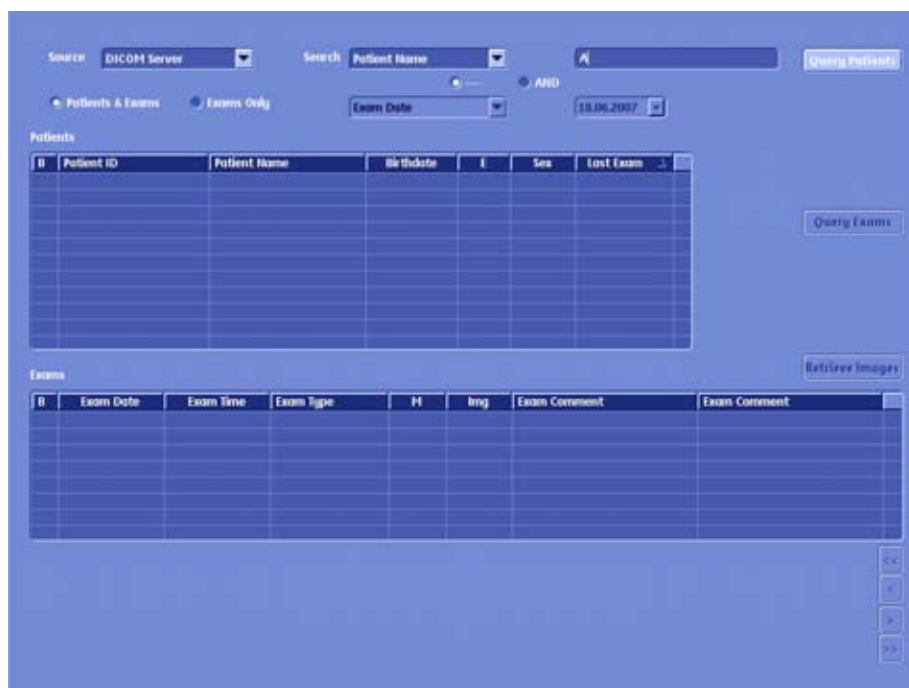 Source DICOM Server Search Patient Name A Query Patients
--- AND
Patients & Exams Exams Only Exam Date 18.06.2007
Patients
B Patient ID Patient Name Birthdate E Sex Last Exam
Query Exams
Retrieve Images
Exams
B Exam Date Exam Time Exam Type M Img Exam Comment Exam Comment
<<
<
>
>>